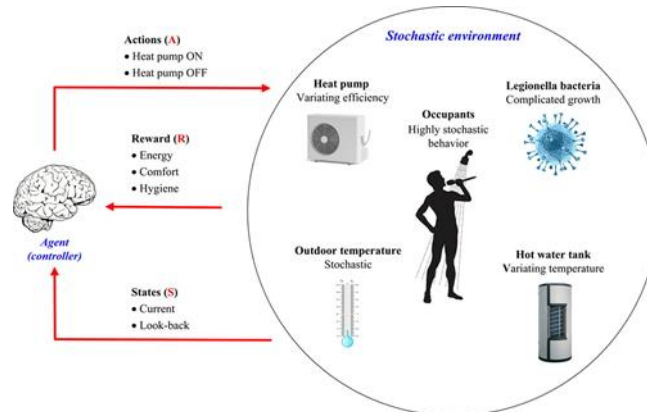 Actions (A)
• Heat pump ON
• Heat pump OFF
Reward (R)
• Energy
• Comfort
• Hygiene
Agent
(controller)
States (S)
• Current
• Look-back
Stochastic environment
Heat pump
Variating efficiency
Legionella bacteria
Complicated growth
Occupants
Highly stochastic
behavior
Outdoor temperature
Stochastic
Hot water tank
Variating temperature